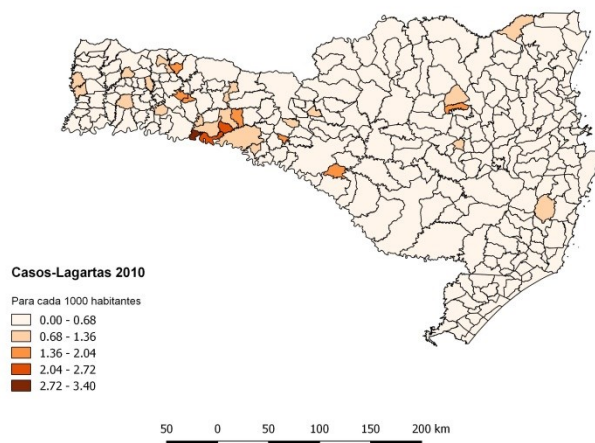 Casos-Lagartas 2010
Para cada 1000 habitantes
0.00 - 0.68
0.68 - 1.36
1.36 - 2.04
2.04 - 2.72
2.72 - 3.40
50 0 50 100 150 200 km